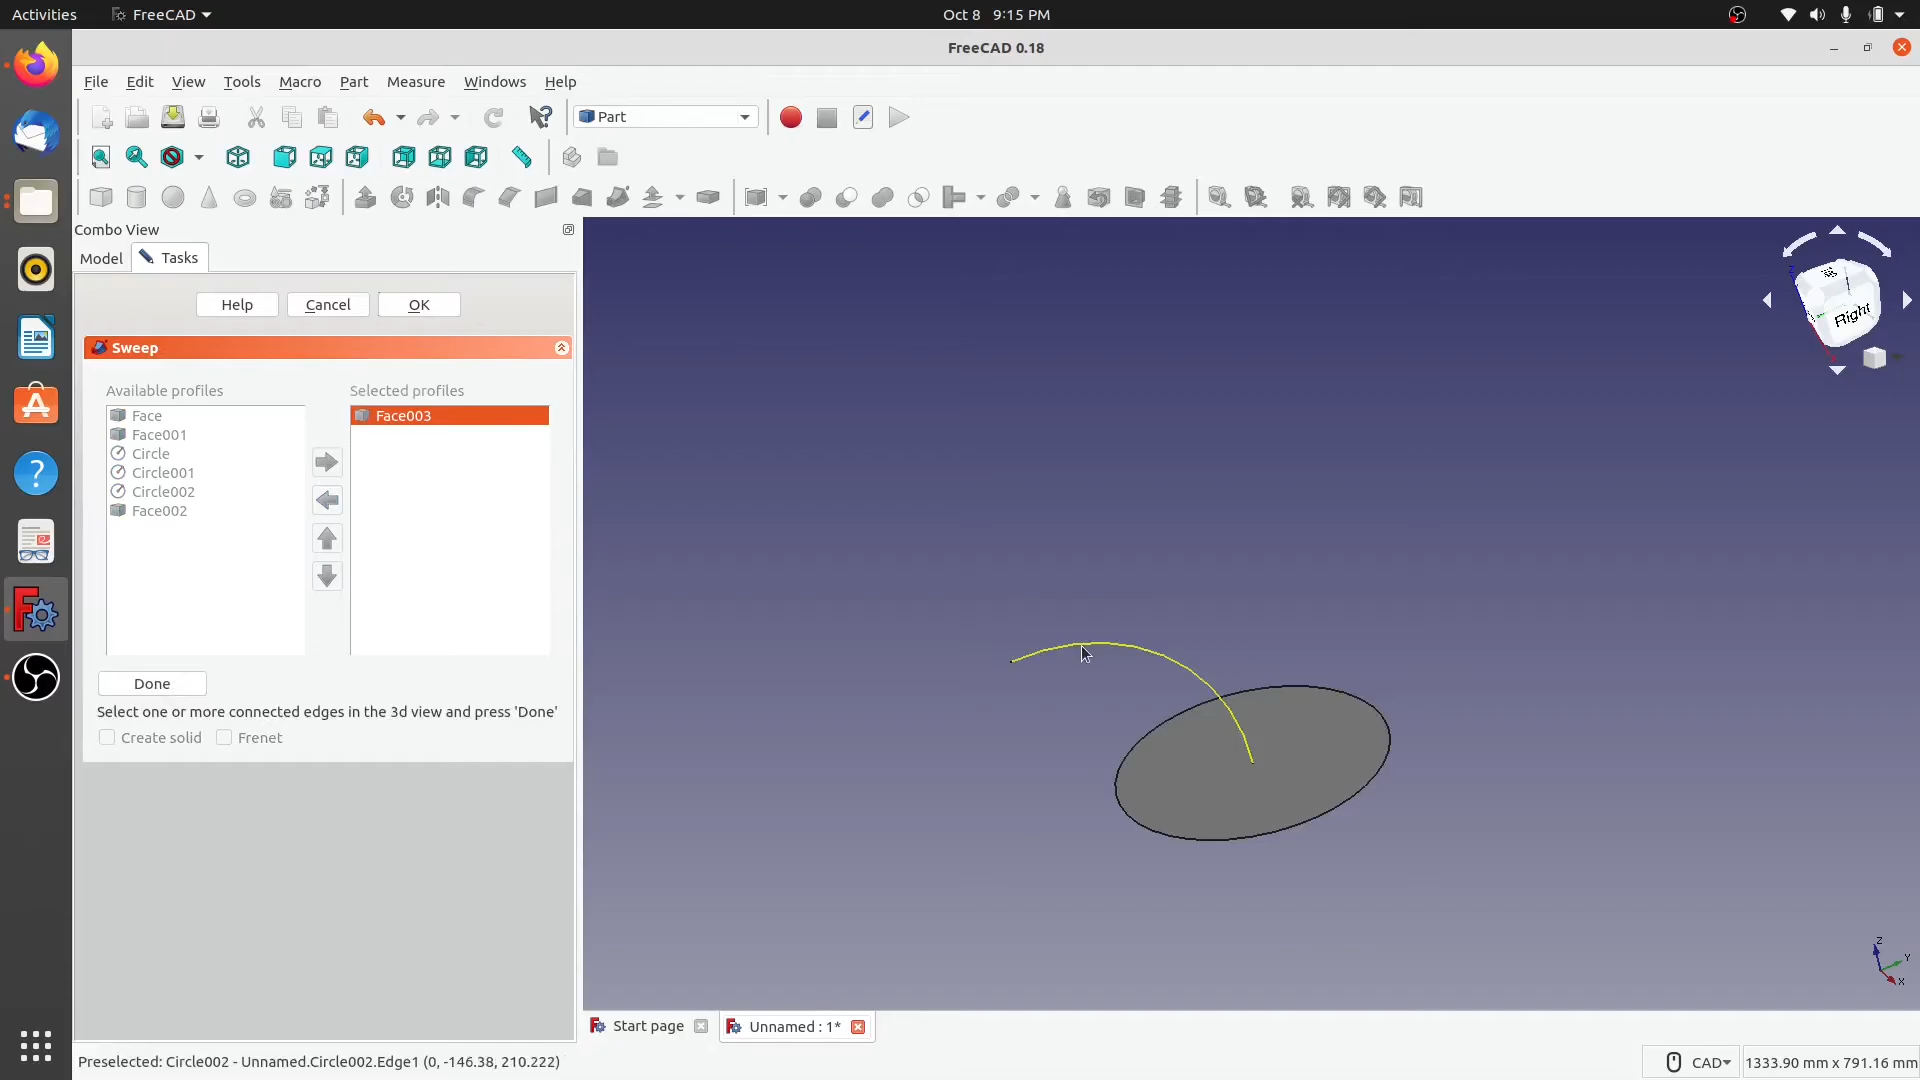 Activities FreeCAD Oct 8 9:15 PM
FreeCAD 0.18
File Edit View Tools Macro Part Measure Windows Help
Part
Combo View
Model Tasks
Help Cancel OK
Sweep
Available profiles Selected profiles
Face Face003
Face001
Circle
Circle001
Circle002
Face002
Done
Select one or more connected edges in the 3d view and press 'Done'
Create solid Frenet
Right
Z
Y
X
Start page Unnamed : 1*
Preselected: Circle002 - Unnamed.Circle002.Edge1 (0, -146.38, 210.222) CAD 1333.90 mm x 791.16 mm